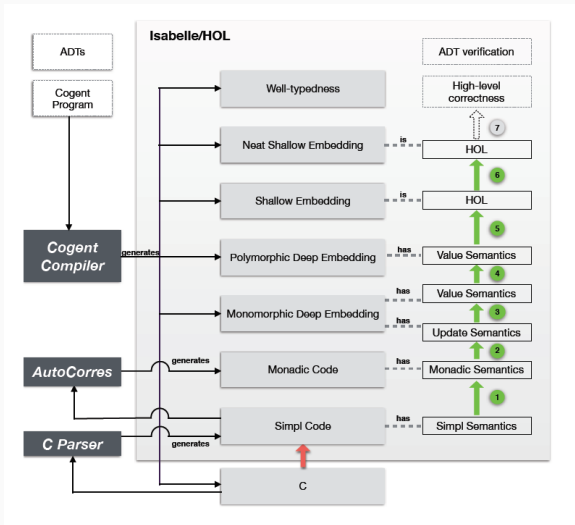 Isabelle/HOL
ADTs
ADT verification
Cogent
Program
Well-typedness
High-level
correctness
7
Neat Shallow Embedding
is
HOL
6
Shallow Embedding
is
HOL
5
Cogent
Compiler
generates
Polymorphic Deep Embedding
has
Value Semantics
4
has
Value Semantics
Monomorphic Deep Embedding
3
has
Update Semantics
2
AutoCorres
generates
Monadic Code
has
Monadic Semantics
1
Simpl Code
has
Simpl Semantics
C Parser
generates
C